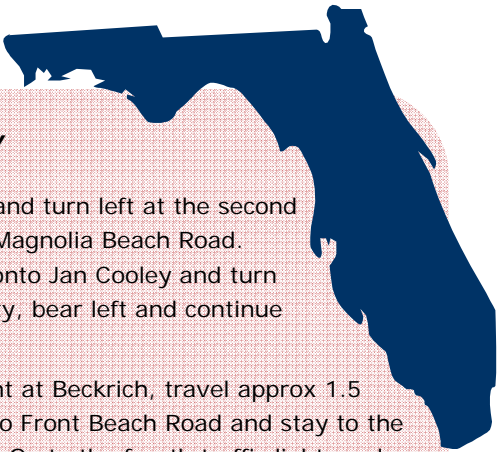 and turn left at the second
Magnolia Beach Road.
onto Jan Cooley and turn
bear left and continue
at Beckrich, travel approx 1.5
Front Beach Road and stay to the